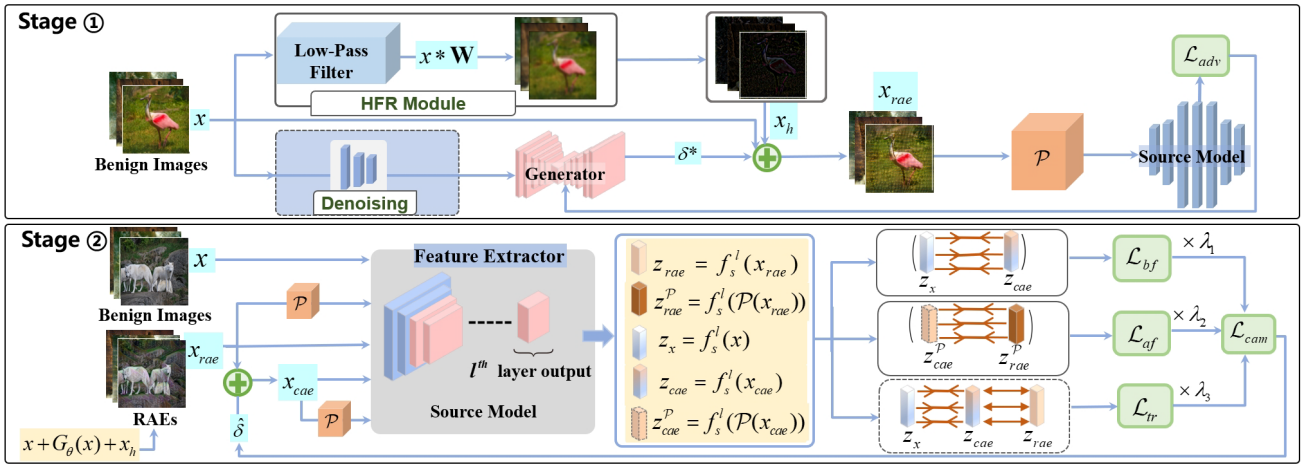 Stage ①
Low-Pass
Filter
x * W
HFR Module
x
Benign Images
Denoising
Generator
δ*
x_h
x_rae
𝒫
Source Model
ℒ_adv
Stage ②
x
Benign Images
x_rae
RAEs
x + G_θ(x) + x_h
𝒫
δ̂
x_cae
𝒫
Feature Extractor
l^th layer output
Source Model
z_rae = f_s^l(x_rae)
z_rae^𝒫 = f_s^l(𝒫(x_rae))
z_x = f_s^l(x)
z_cae = f_s^l(x_cae)
z_cae^𝒫 = f_s^l(𝒫(x_cae))
( )
z_x z_cae
( )
z_cae^𝒫 z_rae^𝒫
z_x z_cae z_rae
ℒ_bf
× λ_1
ℒ_af
× λ_2
ℒ_tr
× λ_3
ℒ_cam